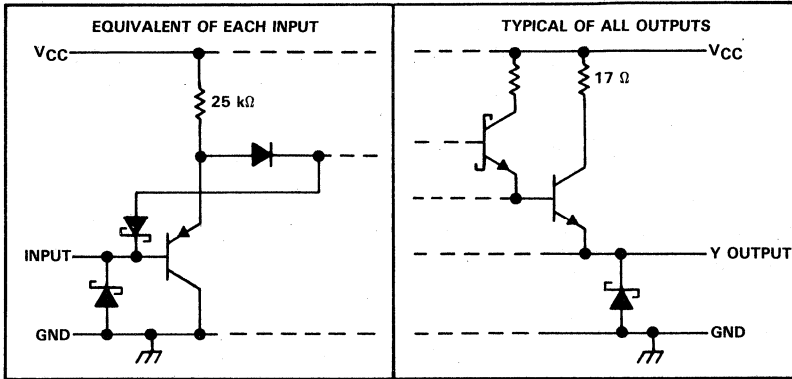 EQUIVALENT OF EACH INPUT
VCC
25 kΩ
INPUT
GND
TYPICAL OF ALL OUTPUTS
VCC
17 Ω
Y OUTPUT
GND